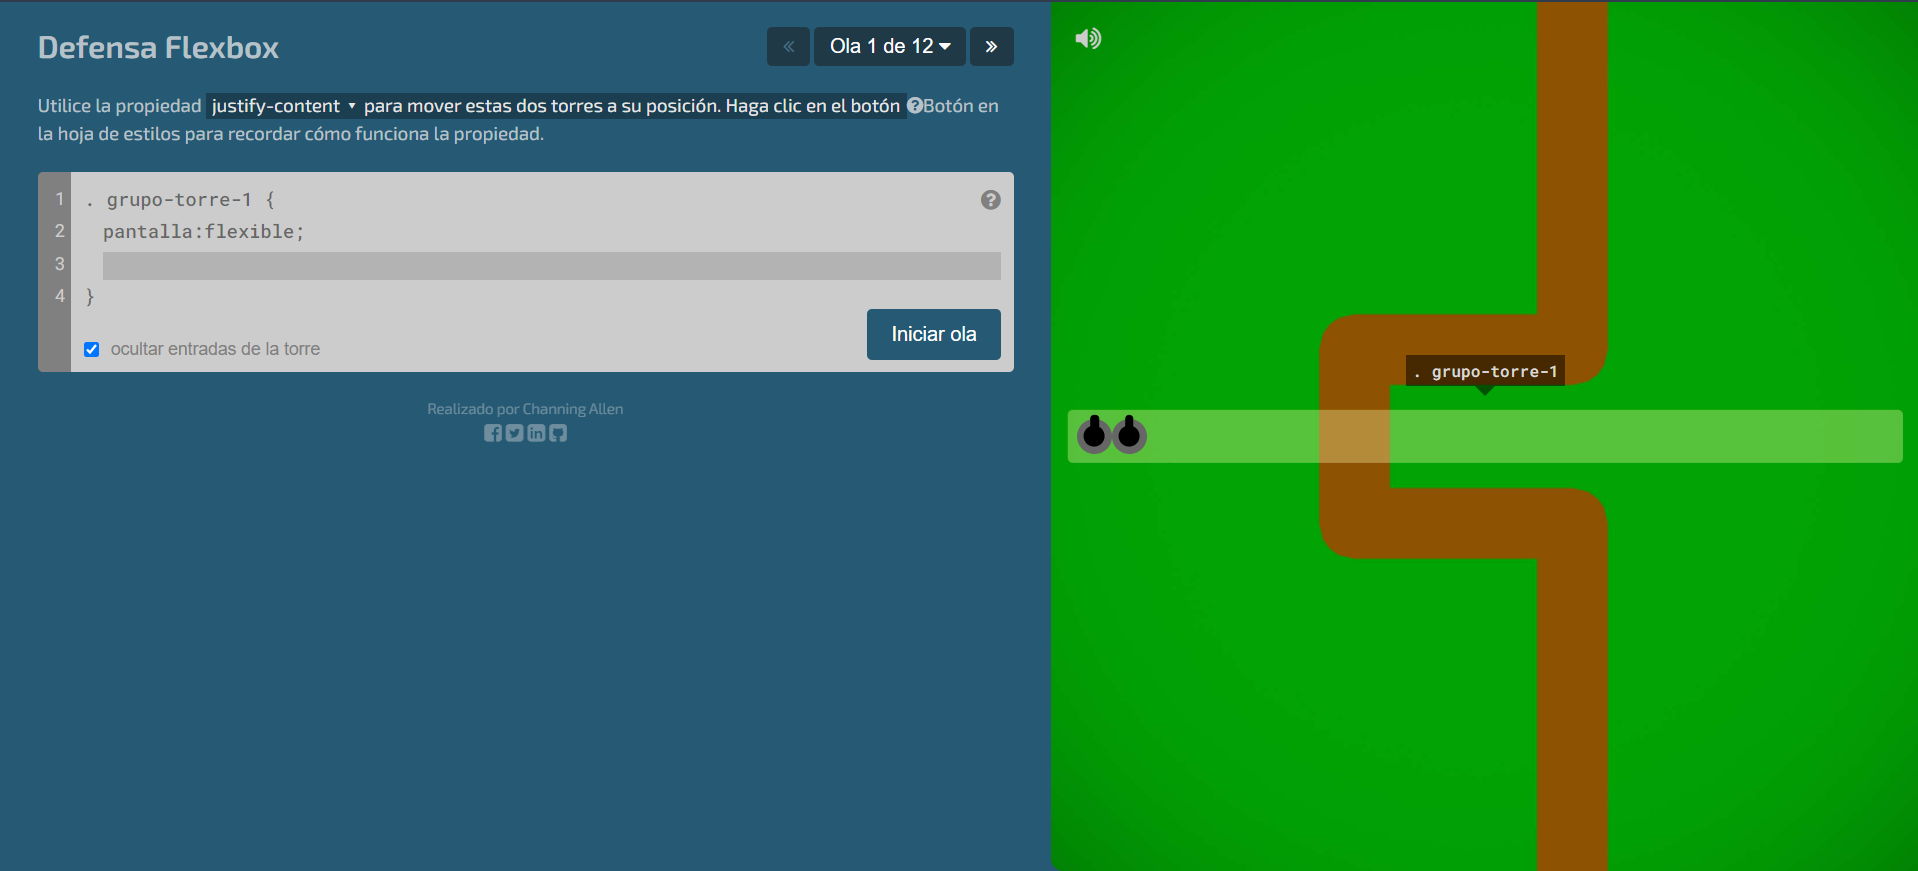 Defensa Flexbox
« Ola 1 de 12 »
Utilice la propiedad justify-content para mover estas dos torres a su posición. Haga clic en el botón ?Botón en
la hoja de estilos para recordar cómo funciona la propiedad.
1 . grupo-torre-1 { ?
2 pantalla:flexible;
3
4 }
Iniciar ola
ocultar entradas de la torre
Realizado por Channing Allen
. grupo-torre-1